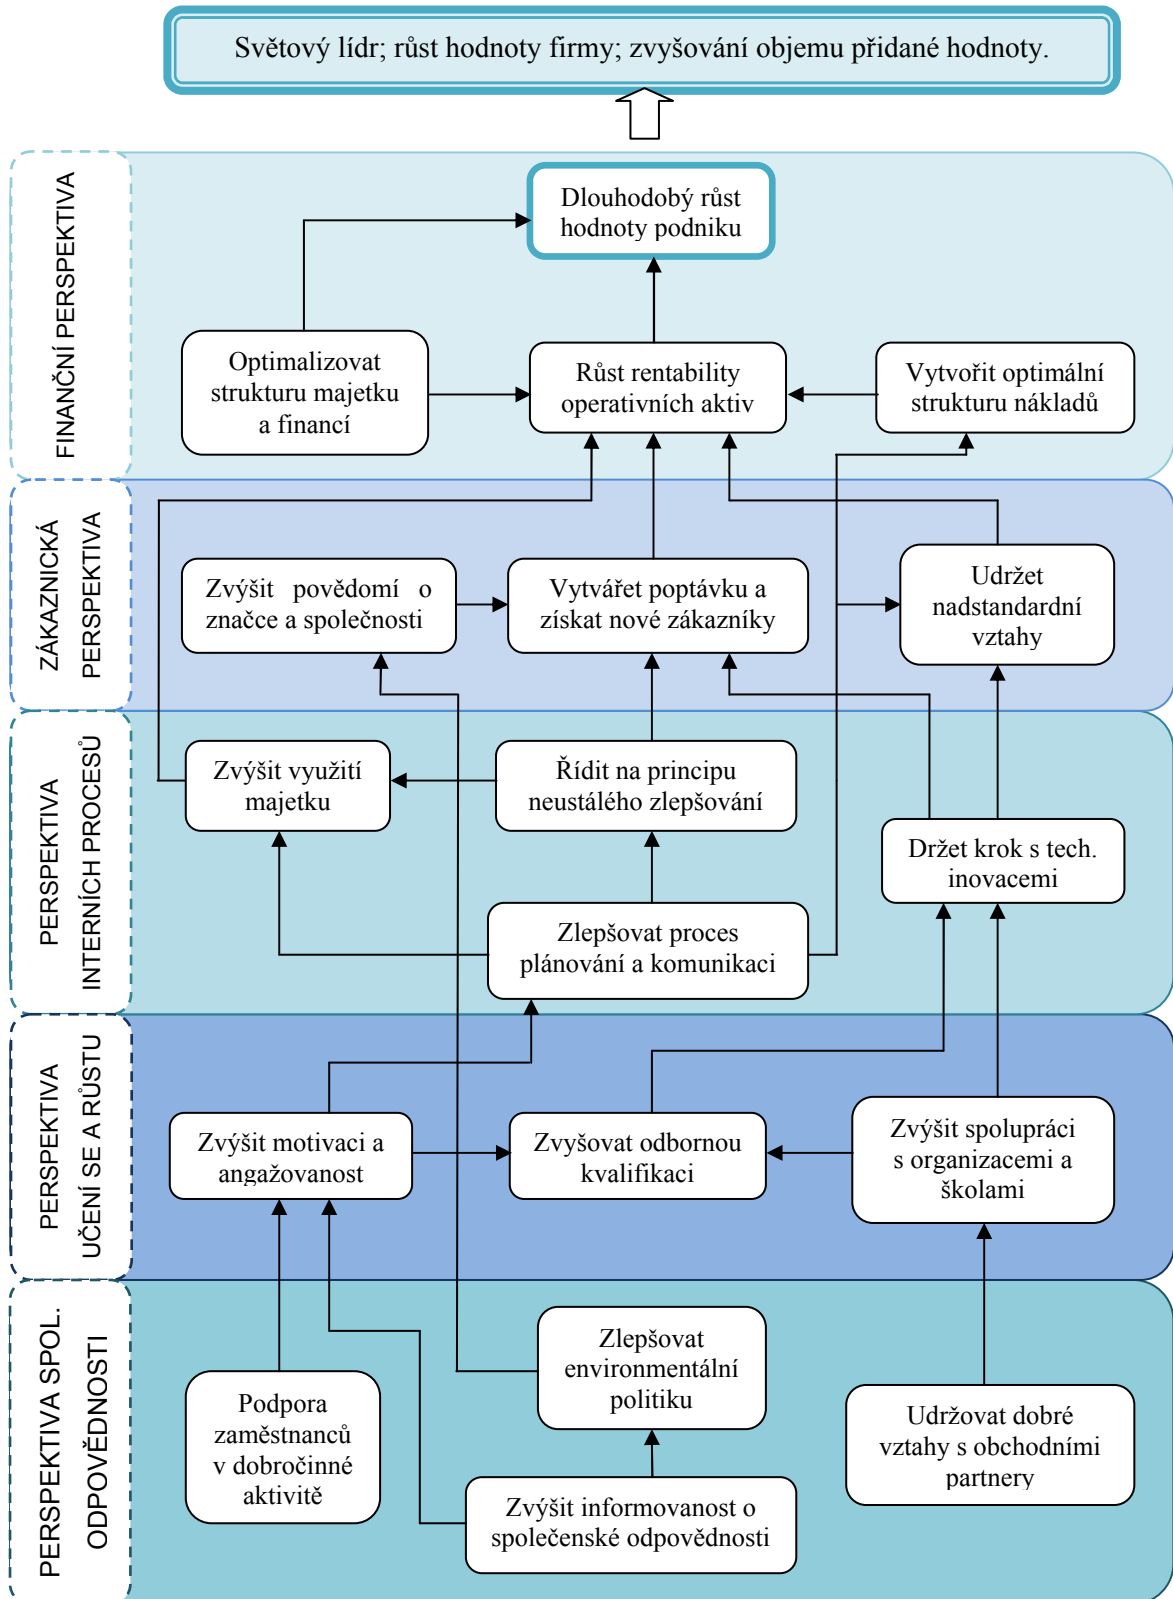 Světový lídr; růst hodnoty firmy; zvyšování objemu přidané hodnoty.
FINANČNÍ PERSPEKTIVA
Dlouhodobý růst
hodnoty podniku
Optimalizovat
strukturu majetku
a financí
Růst rentability
operativních aktiv
Vytvořit optimální
strukturu nákladů
ZÁKAZNICKÁ
PERSPEKTIVA
Zvýšit povědomí o
značce a společnosti
Vytvářet poptávku a
získat nové zákazníky
Udržet
nadstandardní
vztahy
PERSPEKTIVA
INTERNÍCH PROCESŮ
Zvýšit využití
majetku
Řídit na principu
neustálého zlepšování
Držet krok s tech.
inovacemi
Zlepšovat proces
plánování a komunikaci
PERSPEKTIVA
UČENÍ SE A RŮSTU
Zvýšit motivaci a
angažovanost
Zvyšovat odbornou
kvalifikaci
Zvýšit spolupráci
s organizacemi a
školami
PERSPEKTIVA SPOL.
ODPOVĚDNOSTI
Podpora
zaměstnanců
v dobročinné
aktivitě
Zlepšovat
environmentální
politiku
Udržovat dobré
vztahy s obchodními
partnery
Zvýšit informovanost o
společenské odpovědnosti